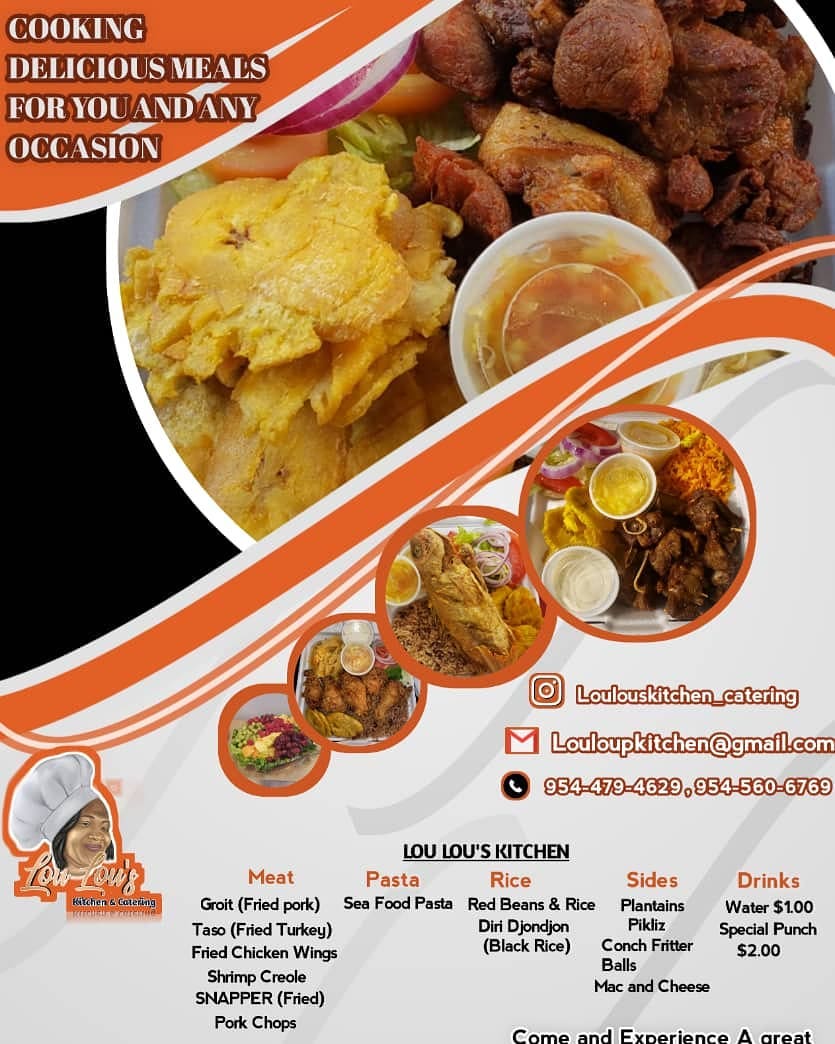 COOKING
DELICIOUS MEALS
FOR YOU AND ANY
OCCASION
Loulouskitchen_catering
Louloupkitchen@gmail.com
954-479-4629 , 954-560-6769
Lou Lou's
Kitchen & Catering
LOU LOU'S KITCHEN
Meat
Groit (Fried pork)
Taso (Fried Turkey)
Fried Chicken Wings
Shrimp Creole
SNAPPER (Fried)
Pork Chops
Pasta
Sea Food Pasta
Rice
Red Beans & Rice
Diri Djondjon
(Black Rice)
Sides
Plantains
Pikliz
Conch Fritter
Balls
Mac and Cheese
Drinks
Water $1.00
Special Punch
$2.00
Come and Experience A great